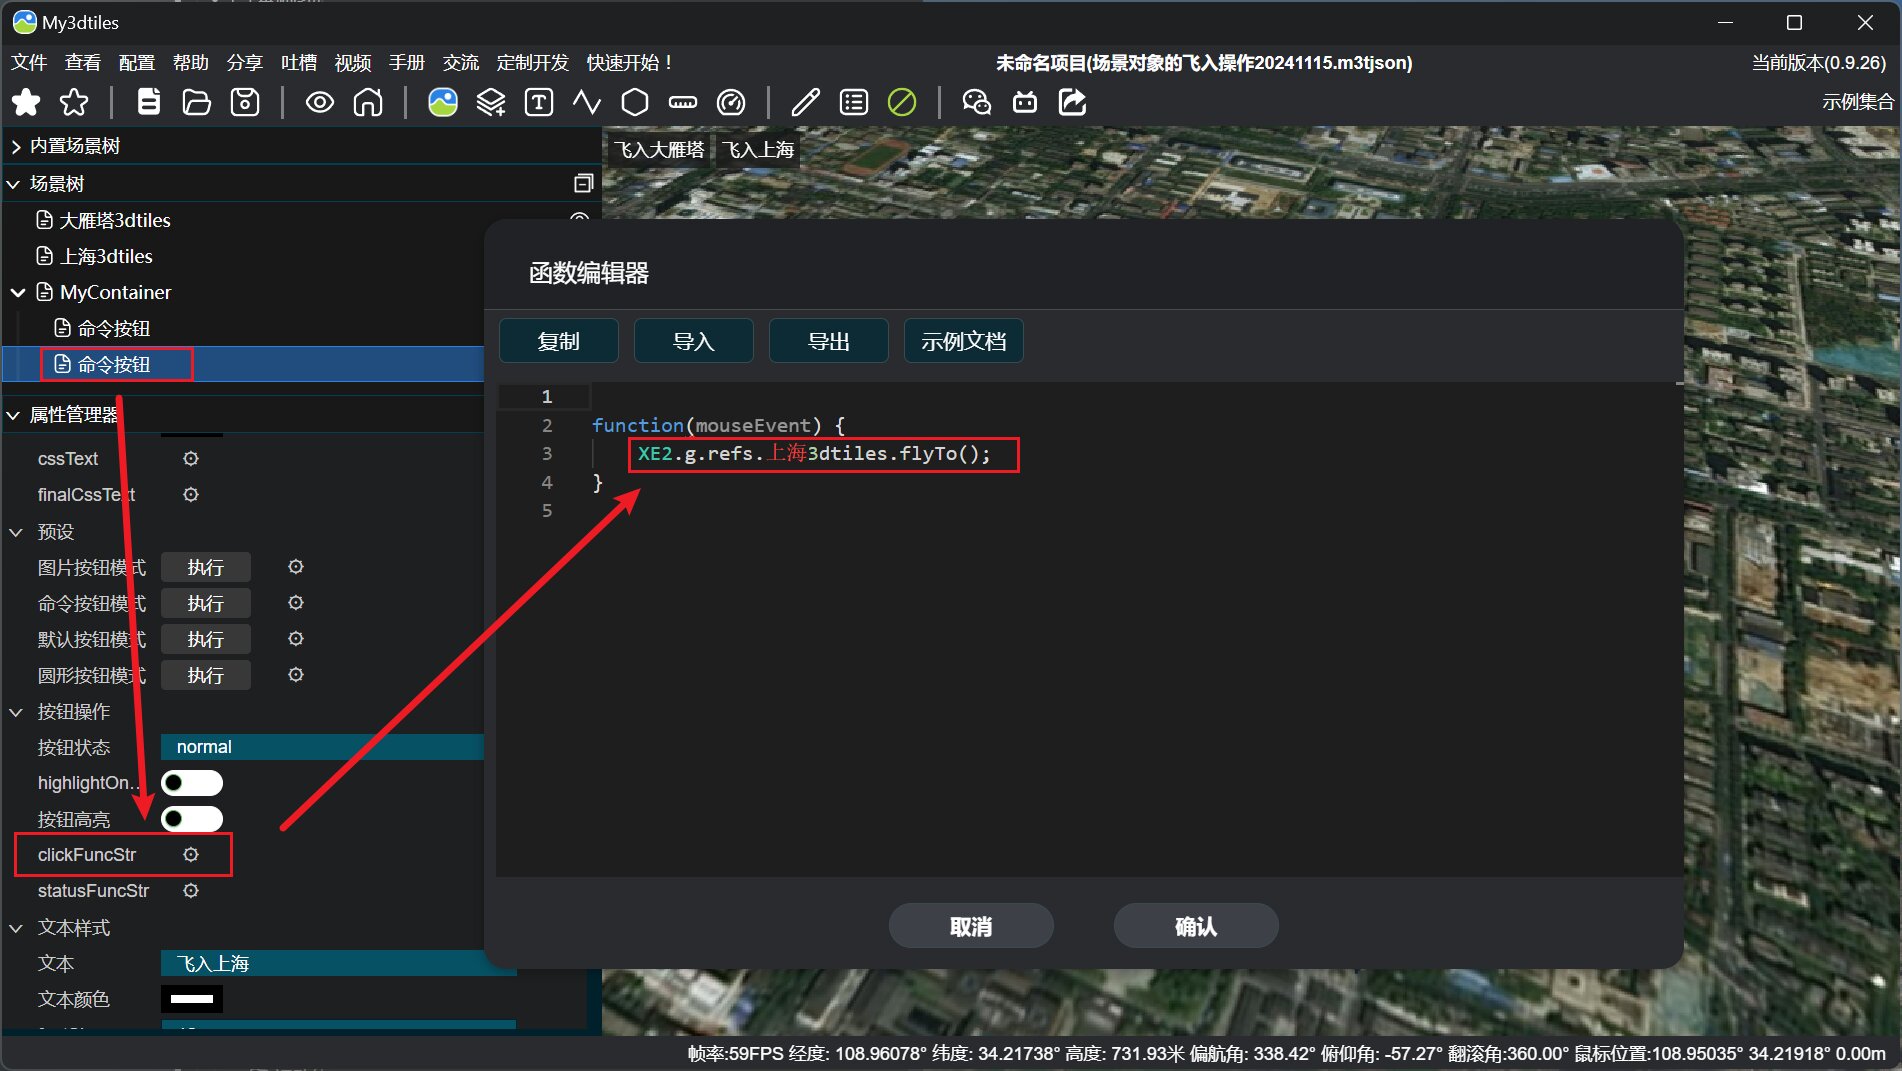 My3dtiles
文件 查看 配置 帮助 分享 吐槽 视频 手册 交流 定制开发 快速开始！
未命名项目(场景对象的飞入操作20241115.m3tjson)
当前版本(0.9.26)
示例集合
内置场景树
场景树
大雁塔3dtiles
上海3dtiles
MyContainer
命令按钮
命令按钮
属性管理器
cssText
finalCssText
预设
图片按钮模式 执行
命令按钮模式 执行
默认按钮模式 执行
圆形按钮模式 执行
按钮操作
按钮状态 normal
highlightOn...
按钮高亮
clickFuncStr
statusFuncStr
文本样式
文本 飞入上海
文本颜色
飞入大雁塔 飞入上海
函数编辑器
复制 导入 导出 示例文档
1
2 function(mouseEvent) {
3 XE2.g.refs.上海3dtiles.flyTo();
4 }
5
取消 确认
帧率:59FPS 经度: 108.96078° 纬度: 34.21738° 高度: 731.93米 偏航角: 338.42° 俯仰角: -57.27° 翻滚角:360.00° 鼠标位置:108.95035° 34.21918° 0.00m